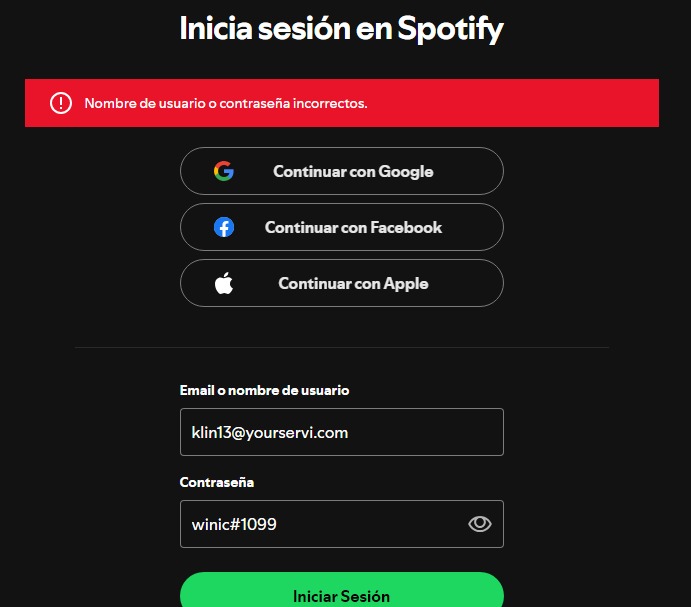 Inicia sesión en Spotify
Nombre de usuario o contraseña incorrectos.
Continuar con Google
Continuar con Facebook
Continuar con Apple
Email o nombre de usuario
klin13@yourservi.com
Contraseña
winic#1099
Iniciar Sesión